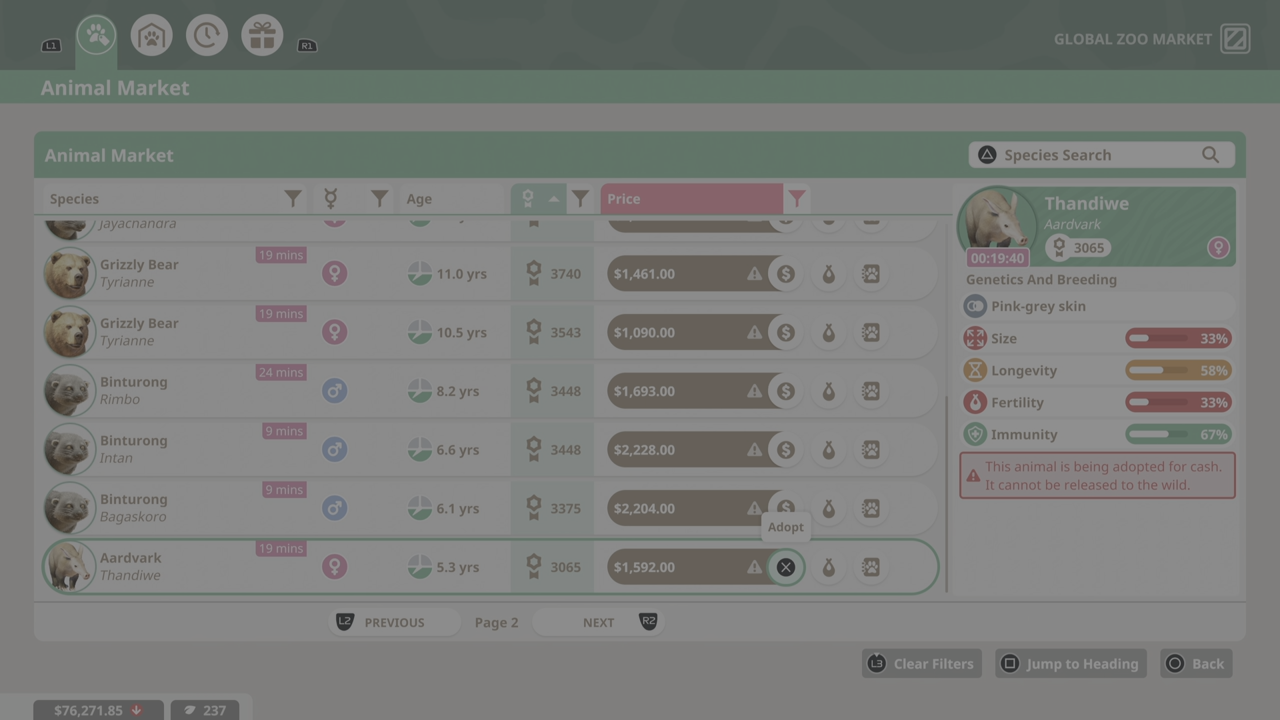 L1
R1
GLOBAL ZOO MARKET
Animal Market
Animal Market
Species Search
Species
Age
Price
Jayachandra
Grizzly Bear
Tyrianne
19 mins
11.0 yrs
3740
$1,461.00
Grizzly Bear
Tyrianne
19 mins
10.5 yrs
3543
$1,090.00
Binturong
Rimbo
24 mins
8.2 yrs
3448
$1,693.00
Binturong
Intan
9 mins
6.6 yrs
3448
$2,228.00
Binturong
Bagaskoro
9 mins
6.1 yrs
3375
$2,204.00
Adopt
Aardvark
Thandiwe
19 mins
5.3 yrs
3065
$1,592.00
L2 PREVIOUS
Page 2
NEXT R2
Thandiwe
Aardvark
3065
00:19:40
Genetics And Breeding
Pink-grey skin
Size 33%
Longevity 58%
Fertility 33%
Immunity 67%
This animal is being adopted for cash.
It cannot be released to the wild.
L3 Clear Filters
Jump to Heading
Back
$76,271.85
237